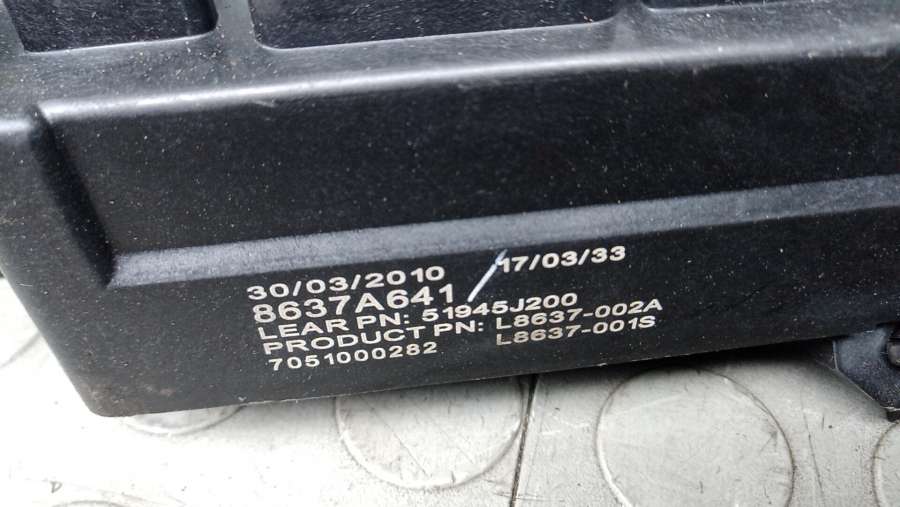 30/03/2010 17/03/33
8637A641
LEAR PN: 51945J200
PRODUCT PN: L8637-002A
7051000282 L8637-001S